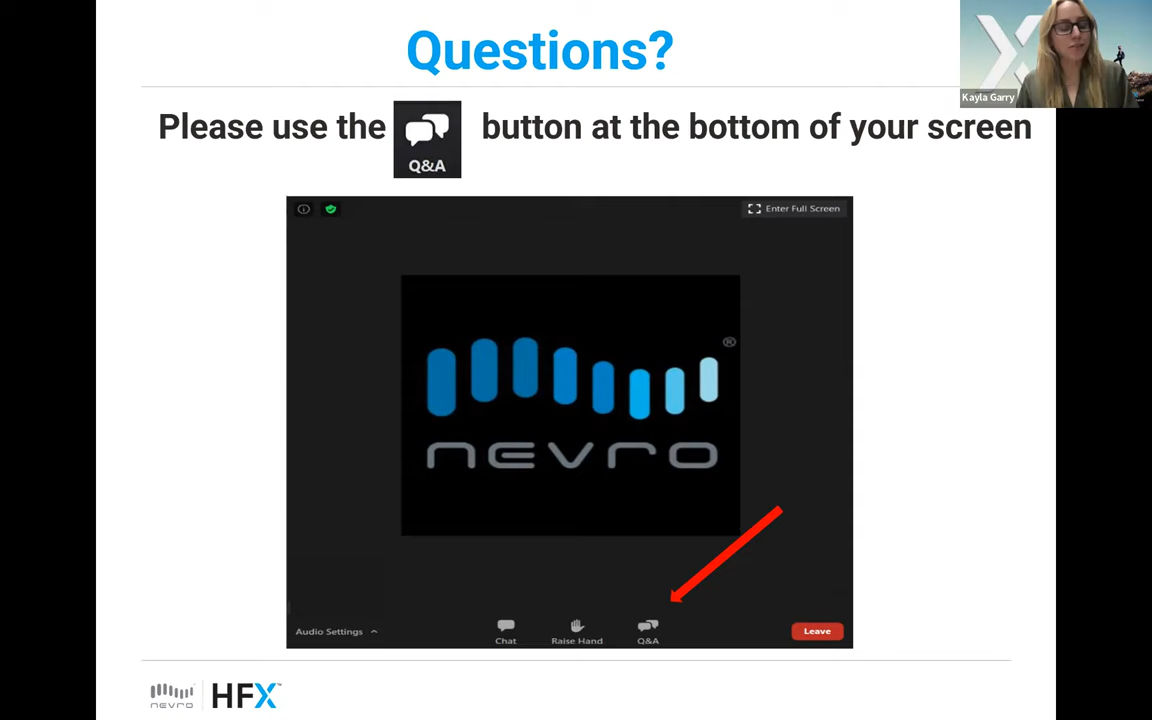 Questions?
Kayla Garry
Please use the Q&A button at the bottom of your screen
Enter Full Screen
®
nevro
Audio Settings
Chat
Raise Hand
Q&A
Leave
nevro
HFX™